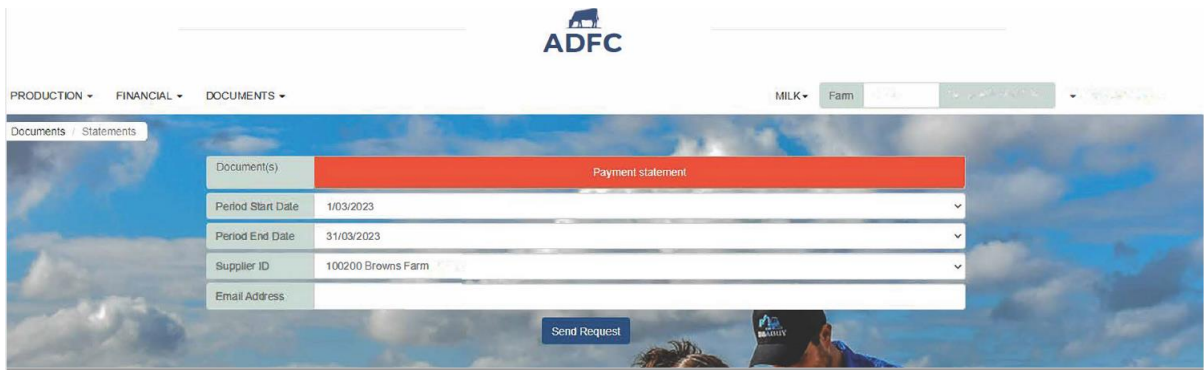 ADFC
PRODUCTION FINANCIAL DOCUMENTS MILK Farm
Documents / Statements
Document(s) Payment statement
Period Start Date 1/03/2023
Period End Date 31/03/2023
Supplier ID 100200 Browns Farm
Email Address
Send Request